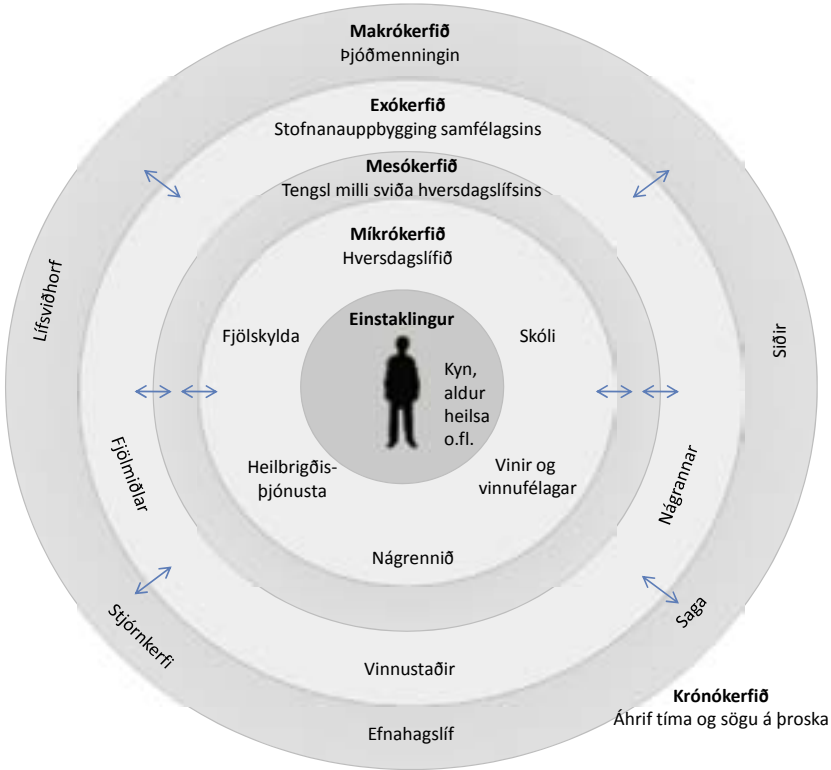 Makrókerfið
Þjóðmenningin
Exókerfið
Stofnanauppbygging samfélagsins
Mesókerfið
Tengsl milli sviða hversdagslífsins
Míkrókerfið
Hversdagslífið
Einstaklingur
Kyn,
aldur
heilsa
o.fl.
Fjölskylda
Skóli
Heilbrigðis-
þjónusta
Vinir og
vinnufélagar
Nágrennið
Fjölmiðlar
Nágrannar
Vinnustaðir
Lífsviðhorf
Siðir
Stjórnkerfi
Saga
Efnahagslíf
Krónókerfið
Áhrif tíma og sögu á þroska